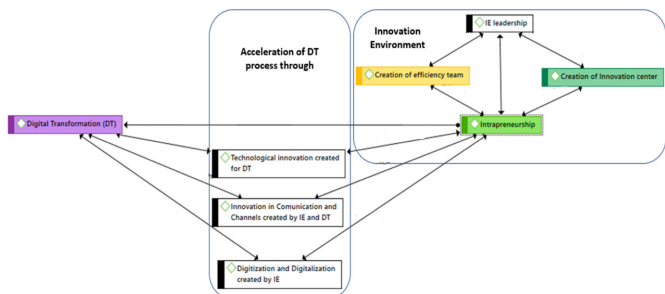 Innovation
Environment
IE leadership
Acceleration of DT
process through
Creation of efficiency team
Creation of Innovation center
Digital Transformation (DT)
Intrapreneurship
Technological innovation created
for DT
Innovation in Comunication and
Channels created by IE and DT
Digitization and Digitalization
created by IE